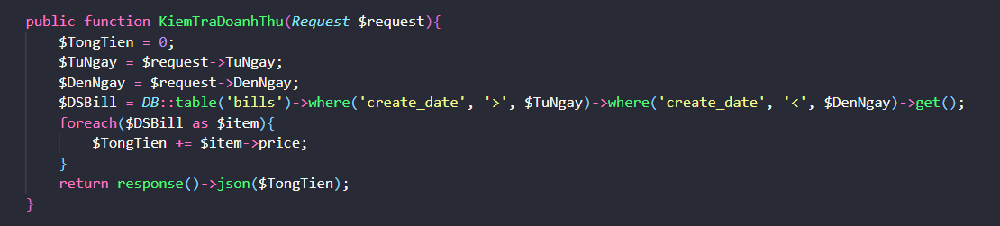 public function KiemTraDoanhThu(Request $request){
    $TongTien = 0;
    $TuNgay = $request->TuNgay;
    $DenNgay = $request->DenNgay;
    $DSBill = DB::table('bills')->where('create_date', '>', $TuNgay)->where('create_date', '<', $DenNgay)->get();
    foreach($DSBill as $item){
        $TongTien += $item->price;
    }
    return response()->json($TongTien);
}